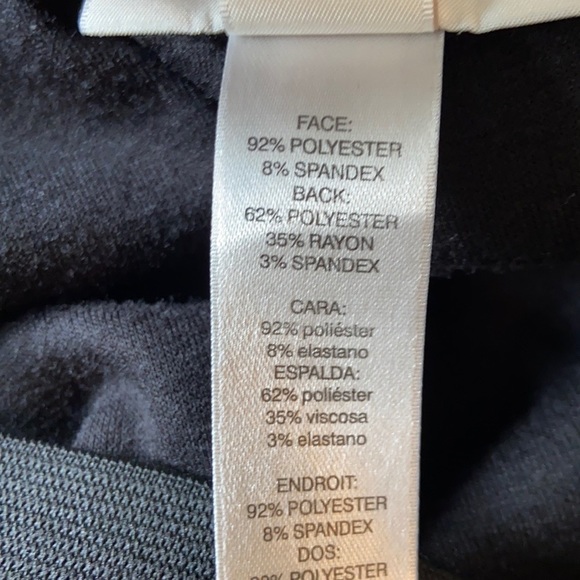 FACE:
92% POLYESTER
8% SPANDEX
BACK:
62% POLYESTER
35% RAYON
3% SPANDEX
CARA:
92% poliéster
8% elastano
ESPALDA:
62% poliéster
35% viscosa
3% elastano
ENDROIT:
92% POLYESTER
8% SPANDEX
DOS:
POLYESTER